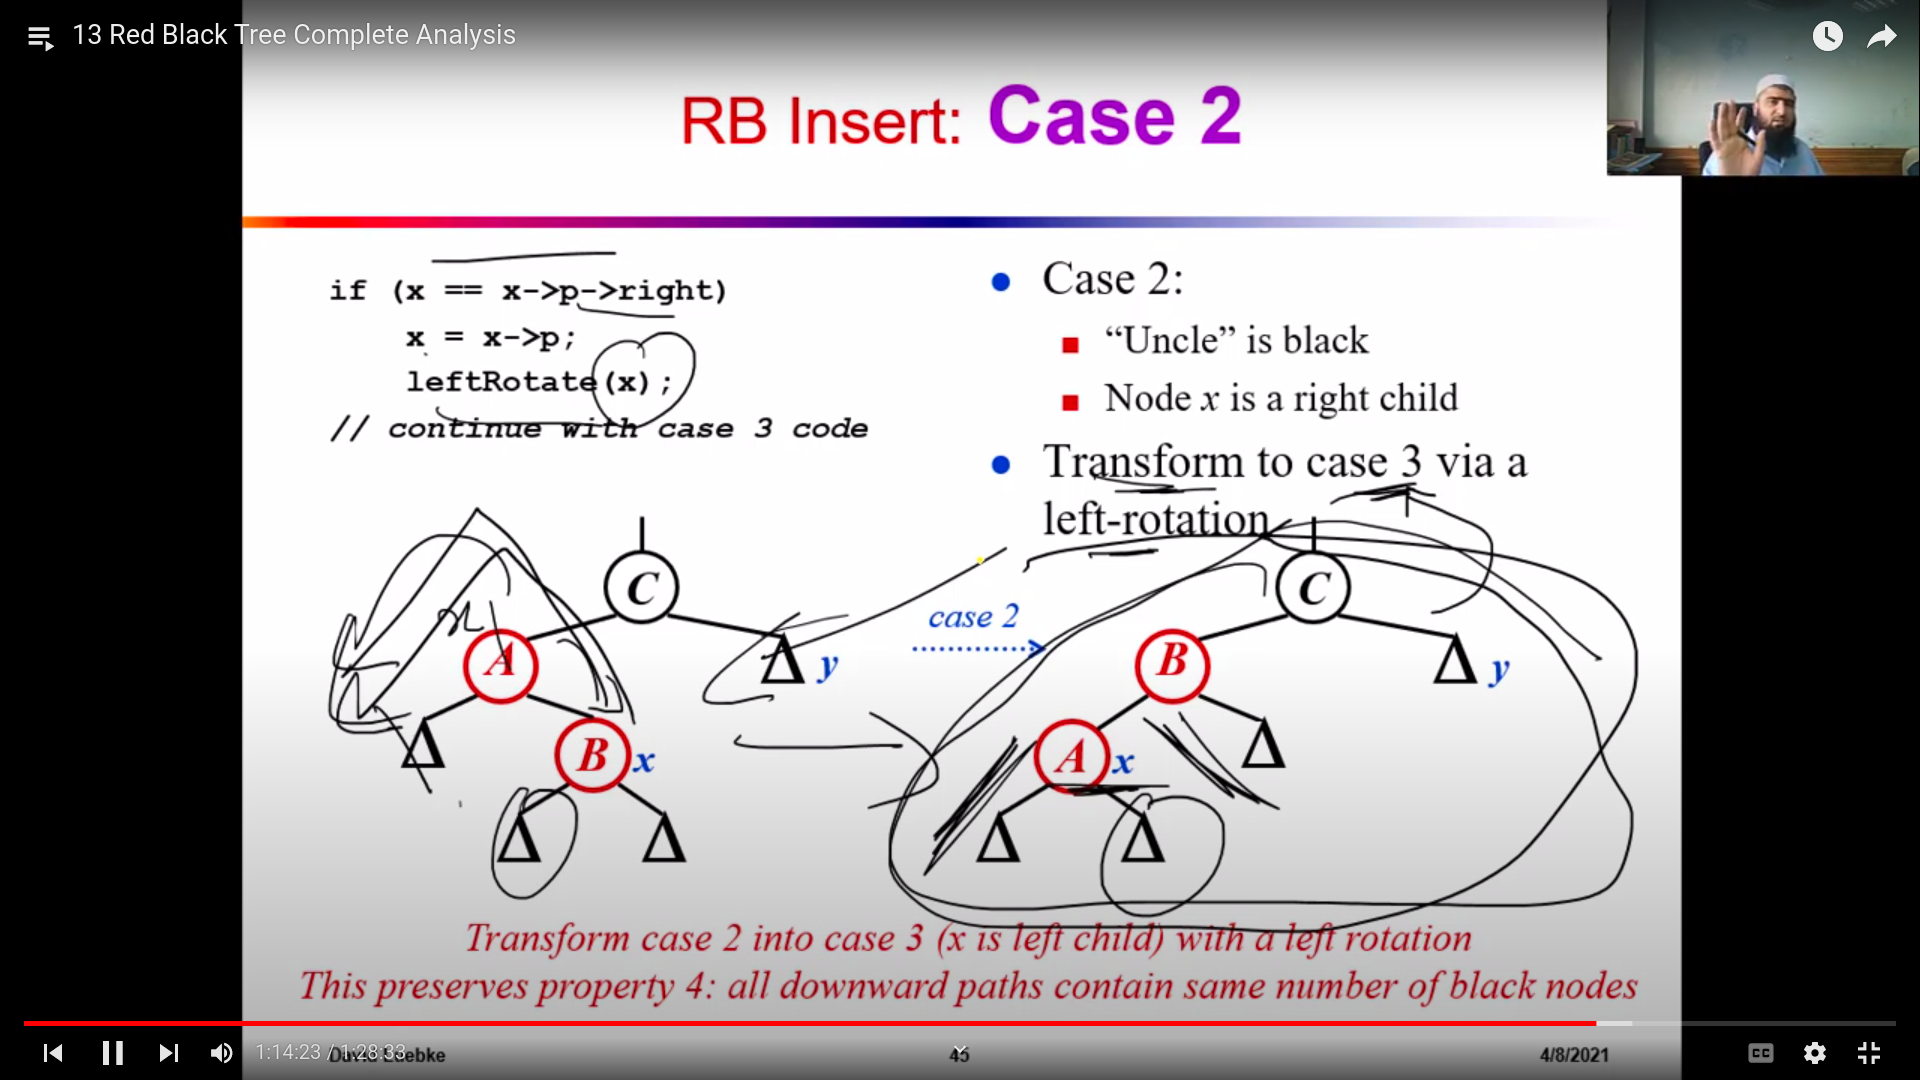 13 Red Black Tree Complete Analysis
RB Insert: Case 2
if (x == x->p->right)
x = x->p;
leftRotate(x);
// continue with case 3 code
Case 2:
“Uncle” is black
Node x is a right child
Transform to case 3 via a
left-rotation
C
x
A
Δ y
Δ
B x
Δ Δ
case 2
C
B
Δ y
A x
Δ
Δ Δ
Transform case 2 into case 3 (x is left child) with a left rotation
This preserves property 4: all downward paths contain same number of black nodes
1:14:23 / 1:28:33
David Luebke
45
4/8/2021
CC